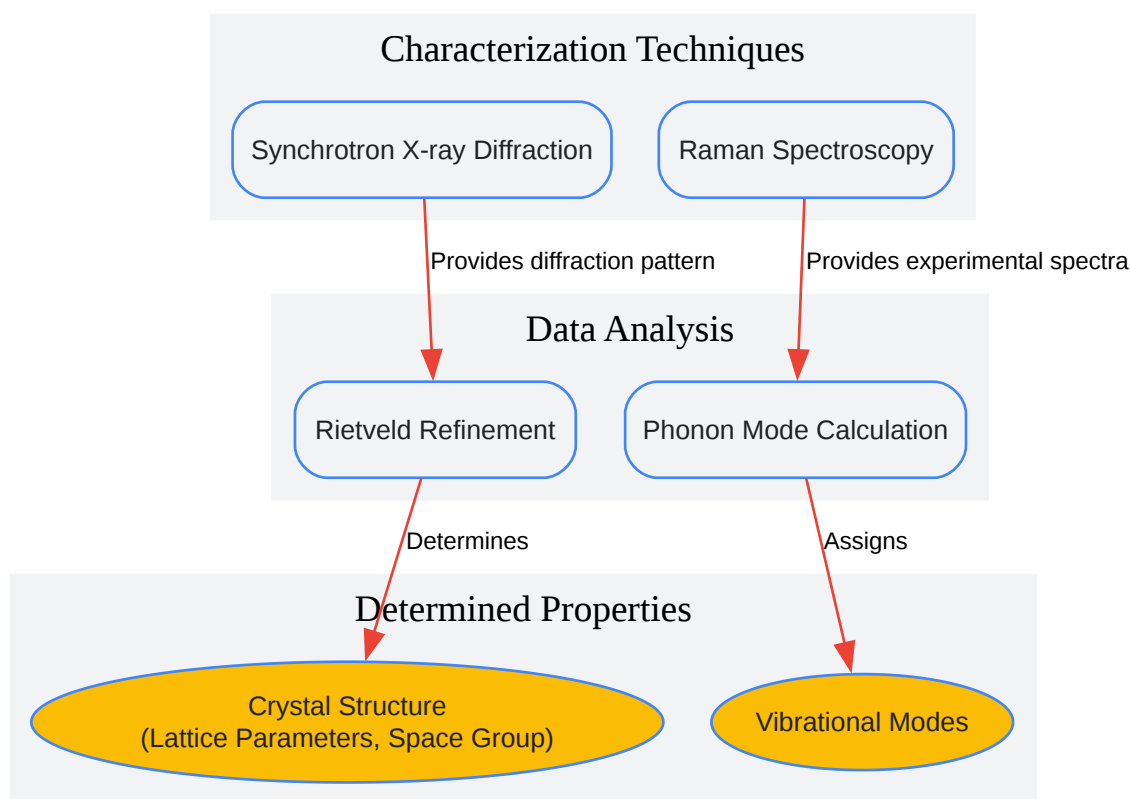 Characterization Techniques
Synchrotron X-ray Diffraction
Raman Spectroscopy
Provides diffraction pattern
Provides experimental spectra
Data Analysis
Rietveld Refinement
Phonon Mode Calculation
Determines
Assigns
Determined Properties
Crystal Structure
(Lattice Parameters, Space Group)
Vibrational Modes